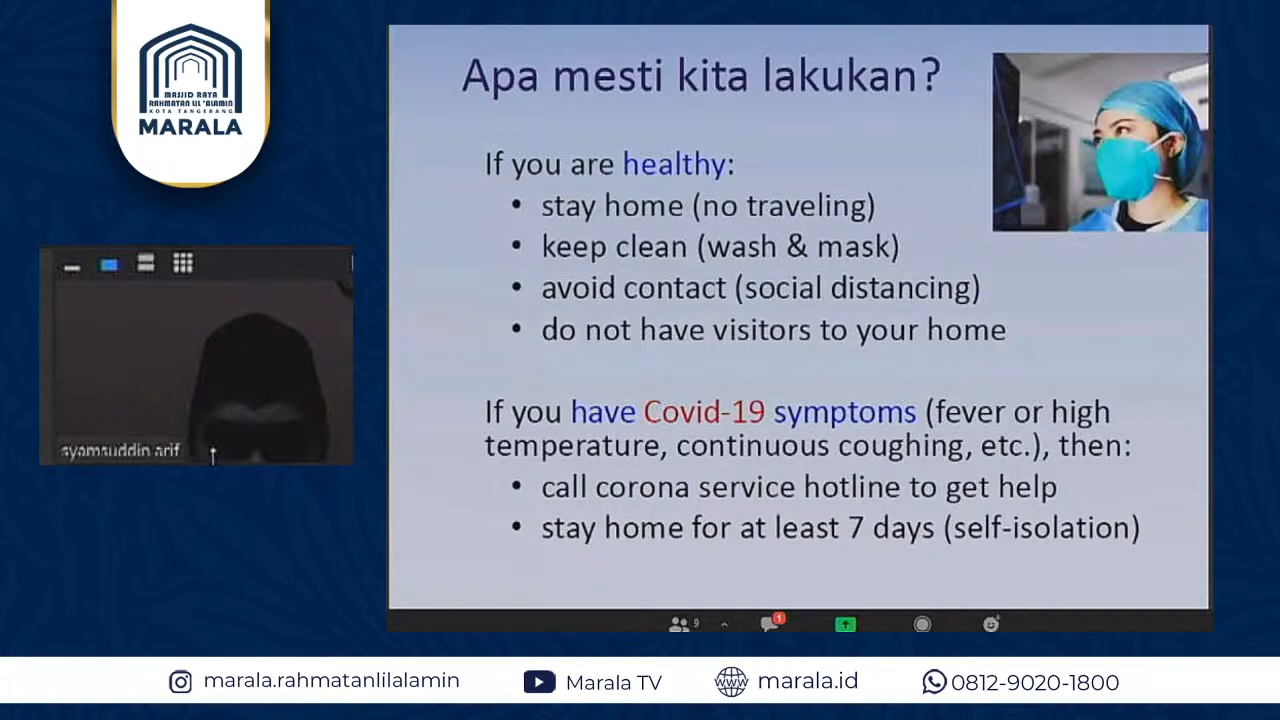 MASJID RAYA
RAHMATAN LIL 'ALAMIN
KOTA TANGERANG
MARALA
Apa mesti kita lakukan?
If you are healthy:
• stay home (no traveling)
• keep clean (wash & mask)
• avoid contact (social distancing)
• do not have visitors to your home
If you have Covid-19 symptoms (fever or high
temperature, continuous coughing, etc.), then:
• call corona service hotline to get help
• stay home for at least 7 days (self-isolation)
syamsuddin arif
9
1
marala.rahmatanlilalamin
Marala TV
www
marala.id
0812-9020-1800